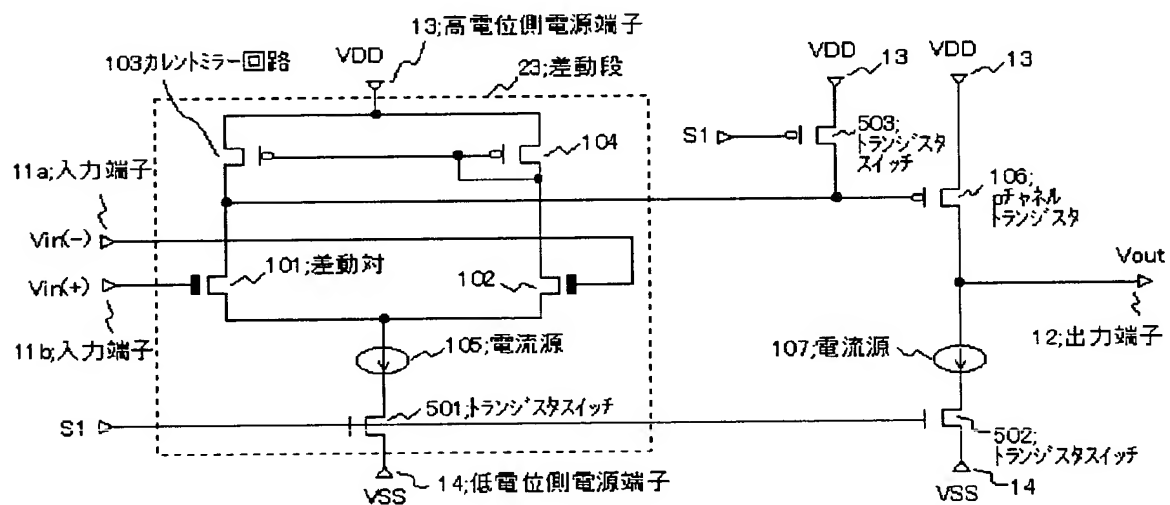 13;高電位側電源端子
VDD
103;カレントミラー回路
23;差動段
VDD
13
VDD
13
104
S1
503;
トランジスタ
スイッチ
11a;入力端子
106;
pチャネル
トランジスタ
Vin(-)
101;差動対
102
Vin(+)
Vout
11b;入力端子
105;電流源
107;電流源
12;出力端子
501;トランジスタスイッチ
S1
502;
トランジスタスイッチ
VSS
14;低電位側電源端子
VSS
14